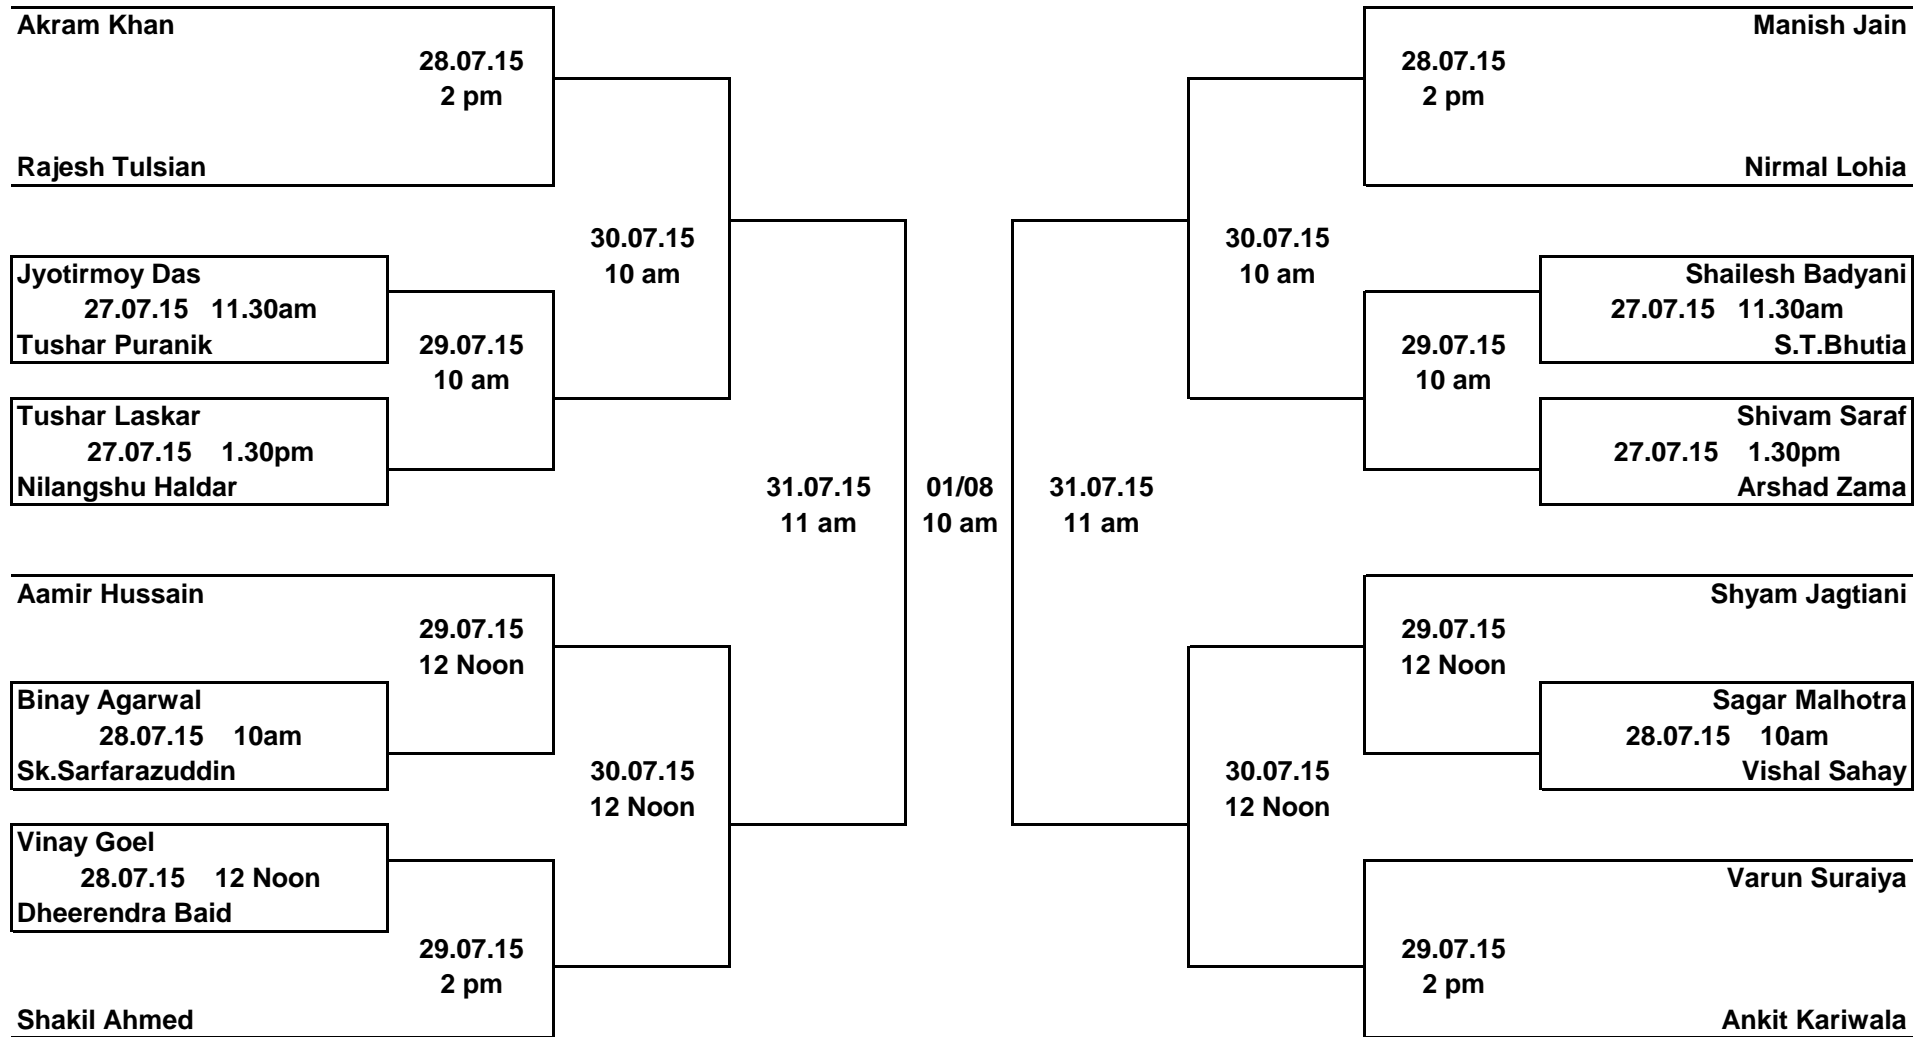 Akram Khan
Manish Jain
28.07.15
28.07.15
2 pm
2 pm
Rajesh Tulsian
Nirmal Lohia
30.07.15
30.07.15
10 am
10 am
Jyotirmoy Das
Shailesh Badyani
27.07.15 11.30am
27.07.15 11.30am
Tushar Puranik
29.07.15
29.07.15
S.T.Bhutia
10 am
10 am
Tushar Laskar
Shivam Saraf
27.07.15 1.30pm
27.07.15 1.30pm
Nilangshu Haldar
31.07.15
01/08
31.07.15
Arshad Zama
11 am
10 am
11 am
Aamir Hussain
Shyam Jagtiani
29.07.15
29.07.15
12 Noon
12 Noon
Binay Agarwal
Sagar Malhotra
28.07.15 10am
28.07.15 10am
Sk.Sarfarazuddin
30.07.15
30.07.15
Vishal Sahay
12 Noon
12 Noon
Vinay Goel
28.07.15 12 Noon
Varun Suraiya
Dheerendra Baid
29.07.15
29.07.15
2 pm
2 pm
Shakil Ahmed
Ankit Kariwala